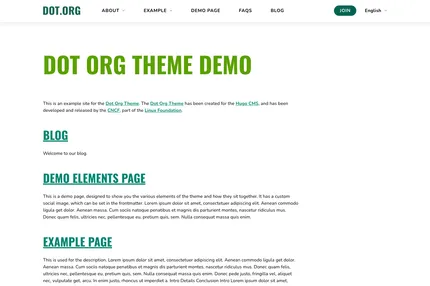 DOT.ORG ABOUT EXAMPLE DEMO PAGE FAQS BLOG JOIN English
DOT ORG THEME DEMO
This is an example site for the Dot Org Theme. The Dot Org Theme has been created for the Hugo CMS, and has been
developed and released by the CNCF, part of the Linux Foundation.
BLOG
Welcome to our blog.
DEMO ELEMENTS PAGE
This is a demo page, designed to show you the various elements of the theme and how they sit together. It has a custom
social image, which can be set in the frontmatter. Lorem ipsum dolor sit amet, consectetuer adipiscing elit. Aenean commodo
ligula eget dolor. Aenean massa. Cum sociis natoque penatibus et magnis dis parturient montes, nascetur ridiculus mus.
Donec quam felis, ultricies nec, pellentesque eu, pretium quis, sem. Nulla consequat massa quis enim.
EXAMPLE PAGE
This is used for the description. Lorem ipsum dolor sit amet, consectetuer adipiscing elit. Aenean commodo ligula eget dolor.
Aenean massa. Cum sociis natoque penatibus et magnis dis parturient montes, nascetur ridiculus mus. Donec quam felis,
ultricies nec, pellentesque eu, pretium quis, sem. Nulla consequat massa quis enim. Donec pede justo, fringilla vel, aliquet
nec, vulputate eget, arcu. In enim justo, rhoncus ut imperdiet a. Intro Details Conclusion Intro Lorem ipsum dolor sit amet,